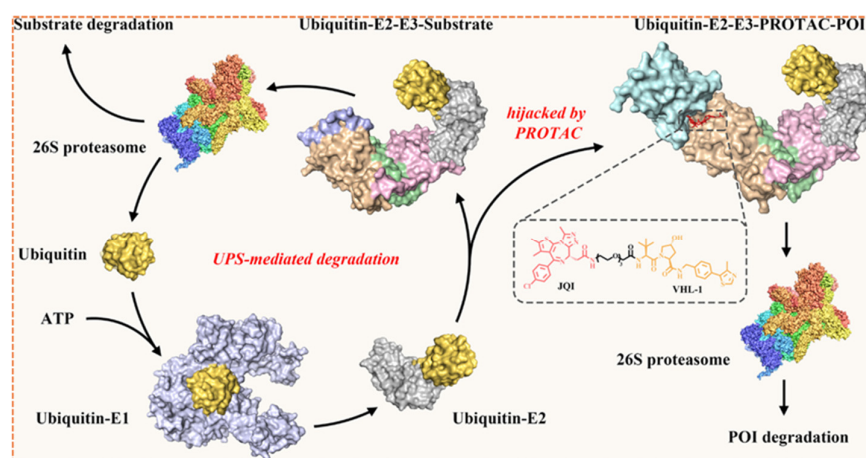 Substrate degradation
Ubiquitin-E2-E3-Substrate
Ubiquitin-E2-E3-PROTAC-POI
hijacked by
PROTAC
26S proteasome
Ubiquitin
UPS-mediated degradation
JQI
VHL-1
ATP
26S proteasome
Ubiquitin-E1
Ubiquitin-E2
POI degradation